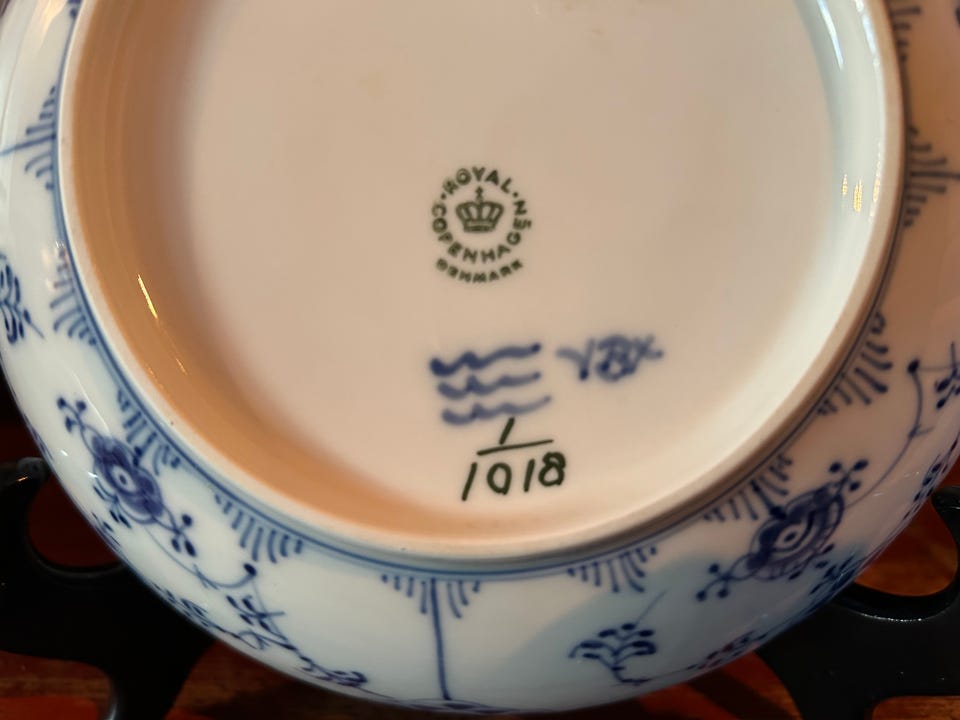 ROYAL
COPENHAGEN
DENMARK
1
1018